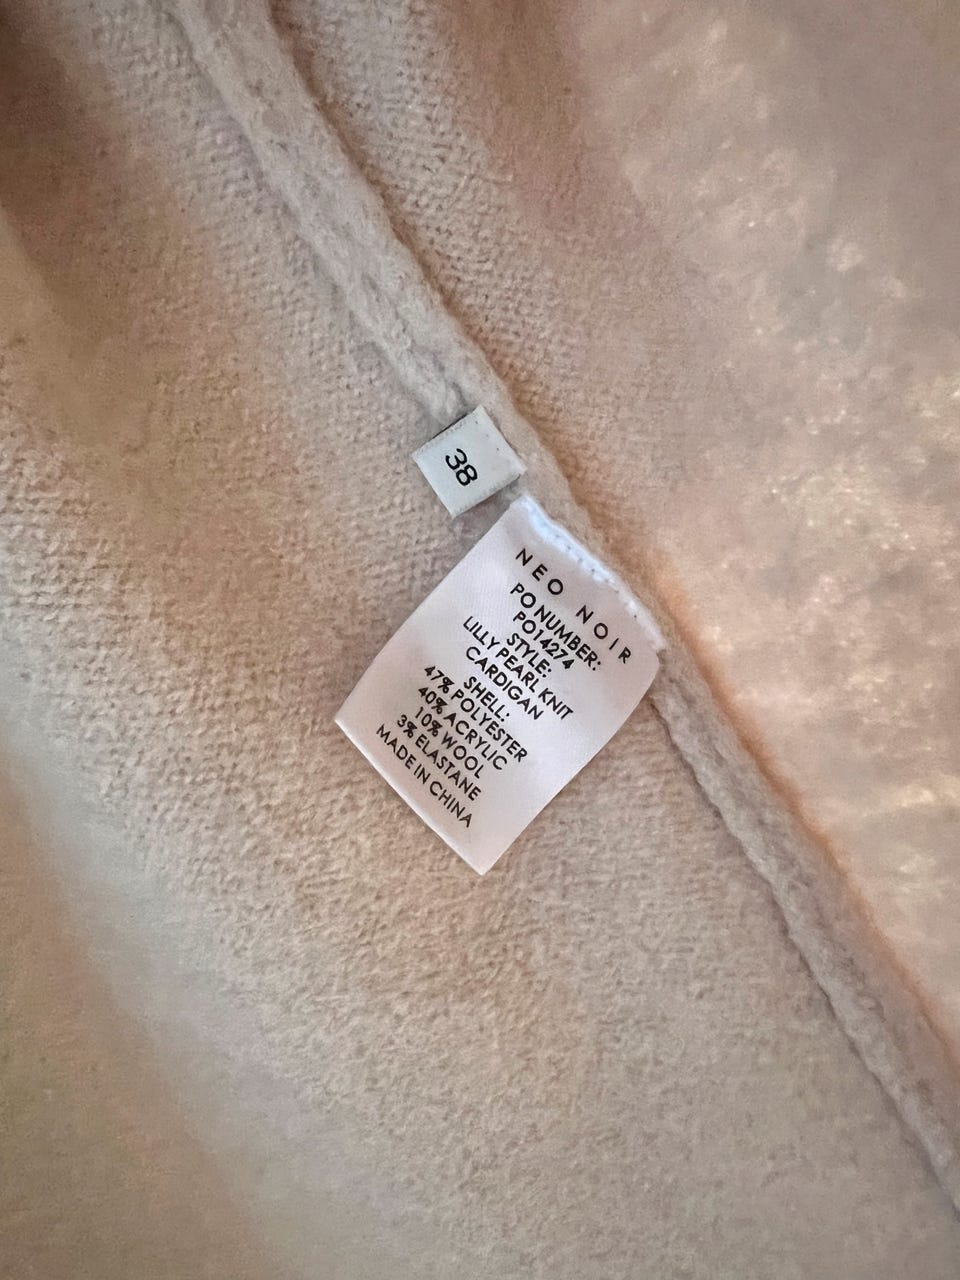 38
NEO NOIR
PO NUMBER:
PO14274
STYLE:
LILLY PEARL KNIT
CARDIGAN
SHELL:
47% POLYESTER
40% ACRYLIC
10% WOOL
3% ELASTANE
MADE IN CHINA